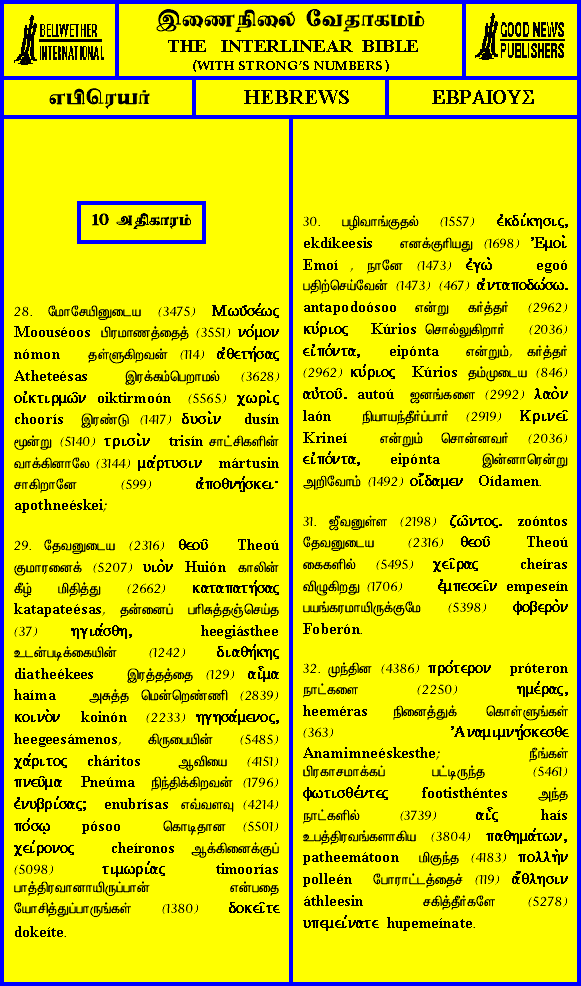 BELLWETHER
INTERNATIONAL
இணைநிலை வேதாகமம்
THE INTERLINEAR BIBLE
(WITH STRONG'S NUMBERS)
GOOD NEWS
PUBLISHERS
எபிரெயர்
HEBREWS
ΕΒΡΑΙΟΥΣ
10 அதிகாரம்
28. மோசேயினுடைய (3475) Μωϋσέως
Moouséoos பிரமாணத்தைத் (3551) νόμον
nómon தள்ளுகிறவன் (114) ἀθετήσας
Atheteésas இரக்கம்பெறாமல் (3628)
οἰκτιρμῶν oiktirmoón (5565) χωρὶς
choorís இரண்டு (1417) δυσὶν dusín
மூன்று (5140) τρισὶν trisín சாட்சிகளின்
வாக்கினாலே (3144) μάρτυσιν mártusin
சாகிறானே (599) ἀποθνῄσκει·
apothneéskei;
29. தேவனுடைய (2316) θεοῦ Theoú
குமாரனைக் (5207) υιὸν Huión காலின்
கீழ் மிதித்து (2662) καταπατήσας
katapateésas, தன்னைப் பரிசுத்தஞ்செய்த
(37) ηγιάσθη, heegiásthee
உடன்படிக்கையின் (1242) διαθήκης
diatheékees இரத்தத்தை (129) αἷμα
haíma அசுத்த மென்றெண்ணி (2839)
κοινὸν koinón (2233) ηγησάμενος,
heegeesámenos, கிருபையின் (5485)
χάριτος cháritos ஆவியை (4151)
πνεῦμα Pneúma நிந்திக்கிறவன் (1796)
ἐνυβρίσας; enubrísas எவ்வளவு (4214)
πόσῳ pósoo கொடிதான (5501)
χείρονος cheíronos ஆக்கினைக்குப்
(5098) τιμωρίας timoorías
பாத்திரவானாயிருப்பான் என்பதை
யோசித்துப்பாருங்கள் (1380) δοκεῖτε
dokeíte.
30. பழிவாங்குதல் (1557) ἐκδίκησις,
ekdíkeesis எனக்குரியது (1698) Ἐμοὶ
Emoí , நானே (1473) ἐγὼ egoó
பதிற்செய்வேன் (1473) (467) ἀνταποδώσω.
antapodoósoo என்று கர்த்தர் (2962)
κύριος Kúrios சொல்லுகிறார் (2036)
εἰπόντα, eipónta என்றும், கர்த்தர்
(2962) κύριος Kúrios தம்முடைய (846)
αὐτοῦ. autoú ஜனங்களை (2992) λαὸν
laón நியாயந்தீர்ப்பார் (2919) Κρινεῖ
Krineí என்றும் சொன்னவர் (2036)
εἰπόντα, eipónta இன்னாரென்று
அறிவோம் (1492) οἴδαμεν Oídamen.
31. ஜீவனுள்ள (2198) ζῶντος. zoóntos
தேவனுடைய (2316) θεοῦ Theoú
கைகளில் (5495) χεῖρας cheíras
விழுகிறது (1706) ἐμπεσεῖν empeseín
பயங்கரமாயிருக்குமே (5398) φοβερὸν
Foberón.
32. முந்தின (4386) πρότερον próteron
நாட்களை (2250) ημέρας,
heeméras நினைத்துக் கொள்ளுங்கள்
(363) Ἀναμιμνῄσκεσθε
Anamimneéskesthe; நீங்கள்
பிரகாசமாக்கப் பட்டிருந்த (5461)
φωτισθέντες footisthéntes அந்த
நாட்களில் (3739) αἷς haís
உபத்திரவங்களாகிய (3804) παθημάτων,
patheemátoon மிகுந்த (4183) πολλὴν
polleén போராட்டத்தைச் (119) ἄθλησιν
áthleesin சகித்தீர்களே (5278)
υπεμείνατε hupemeínate.